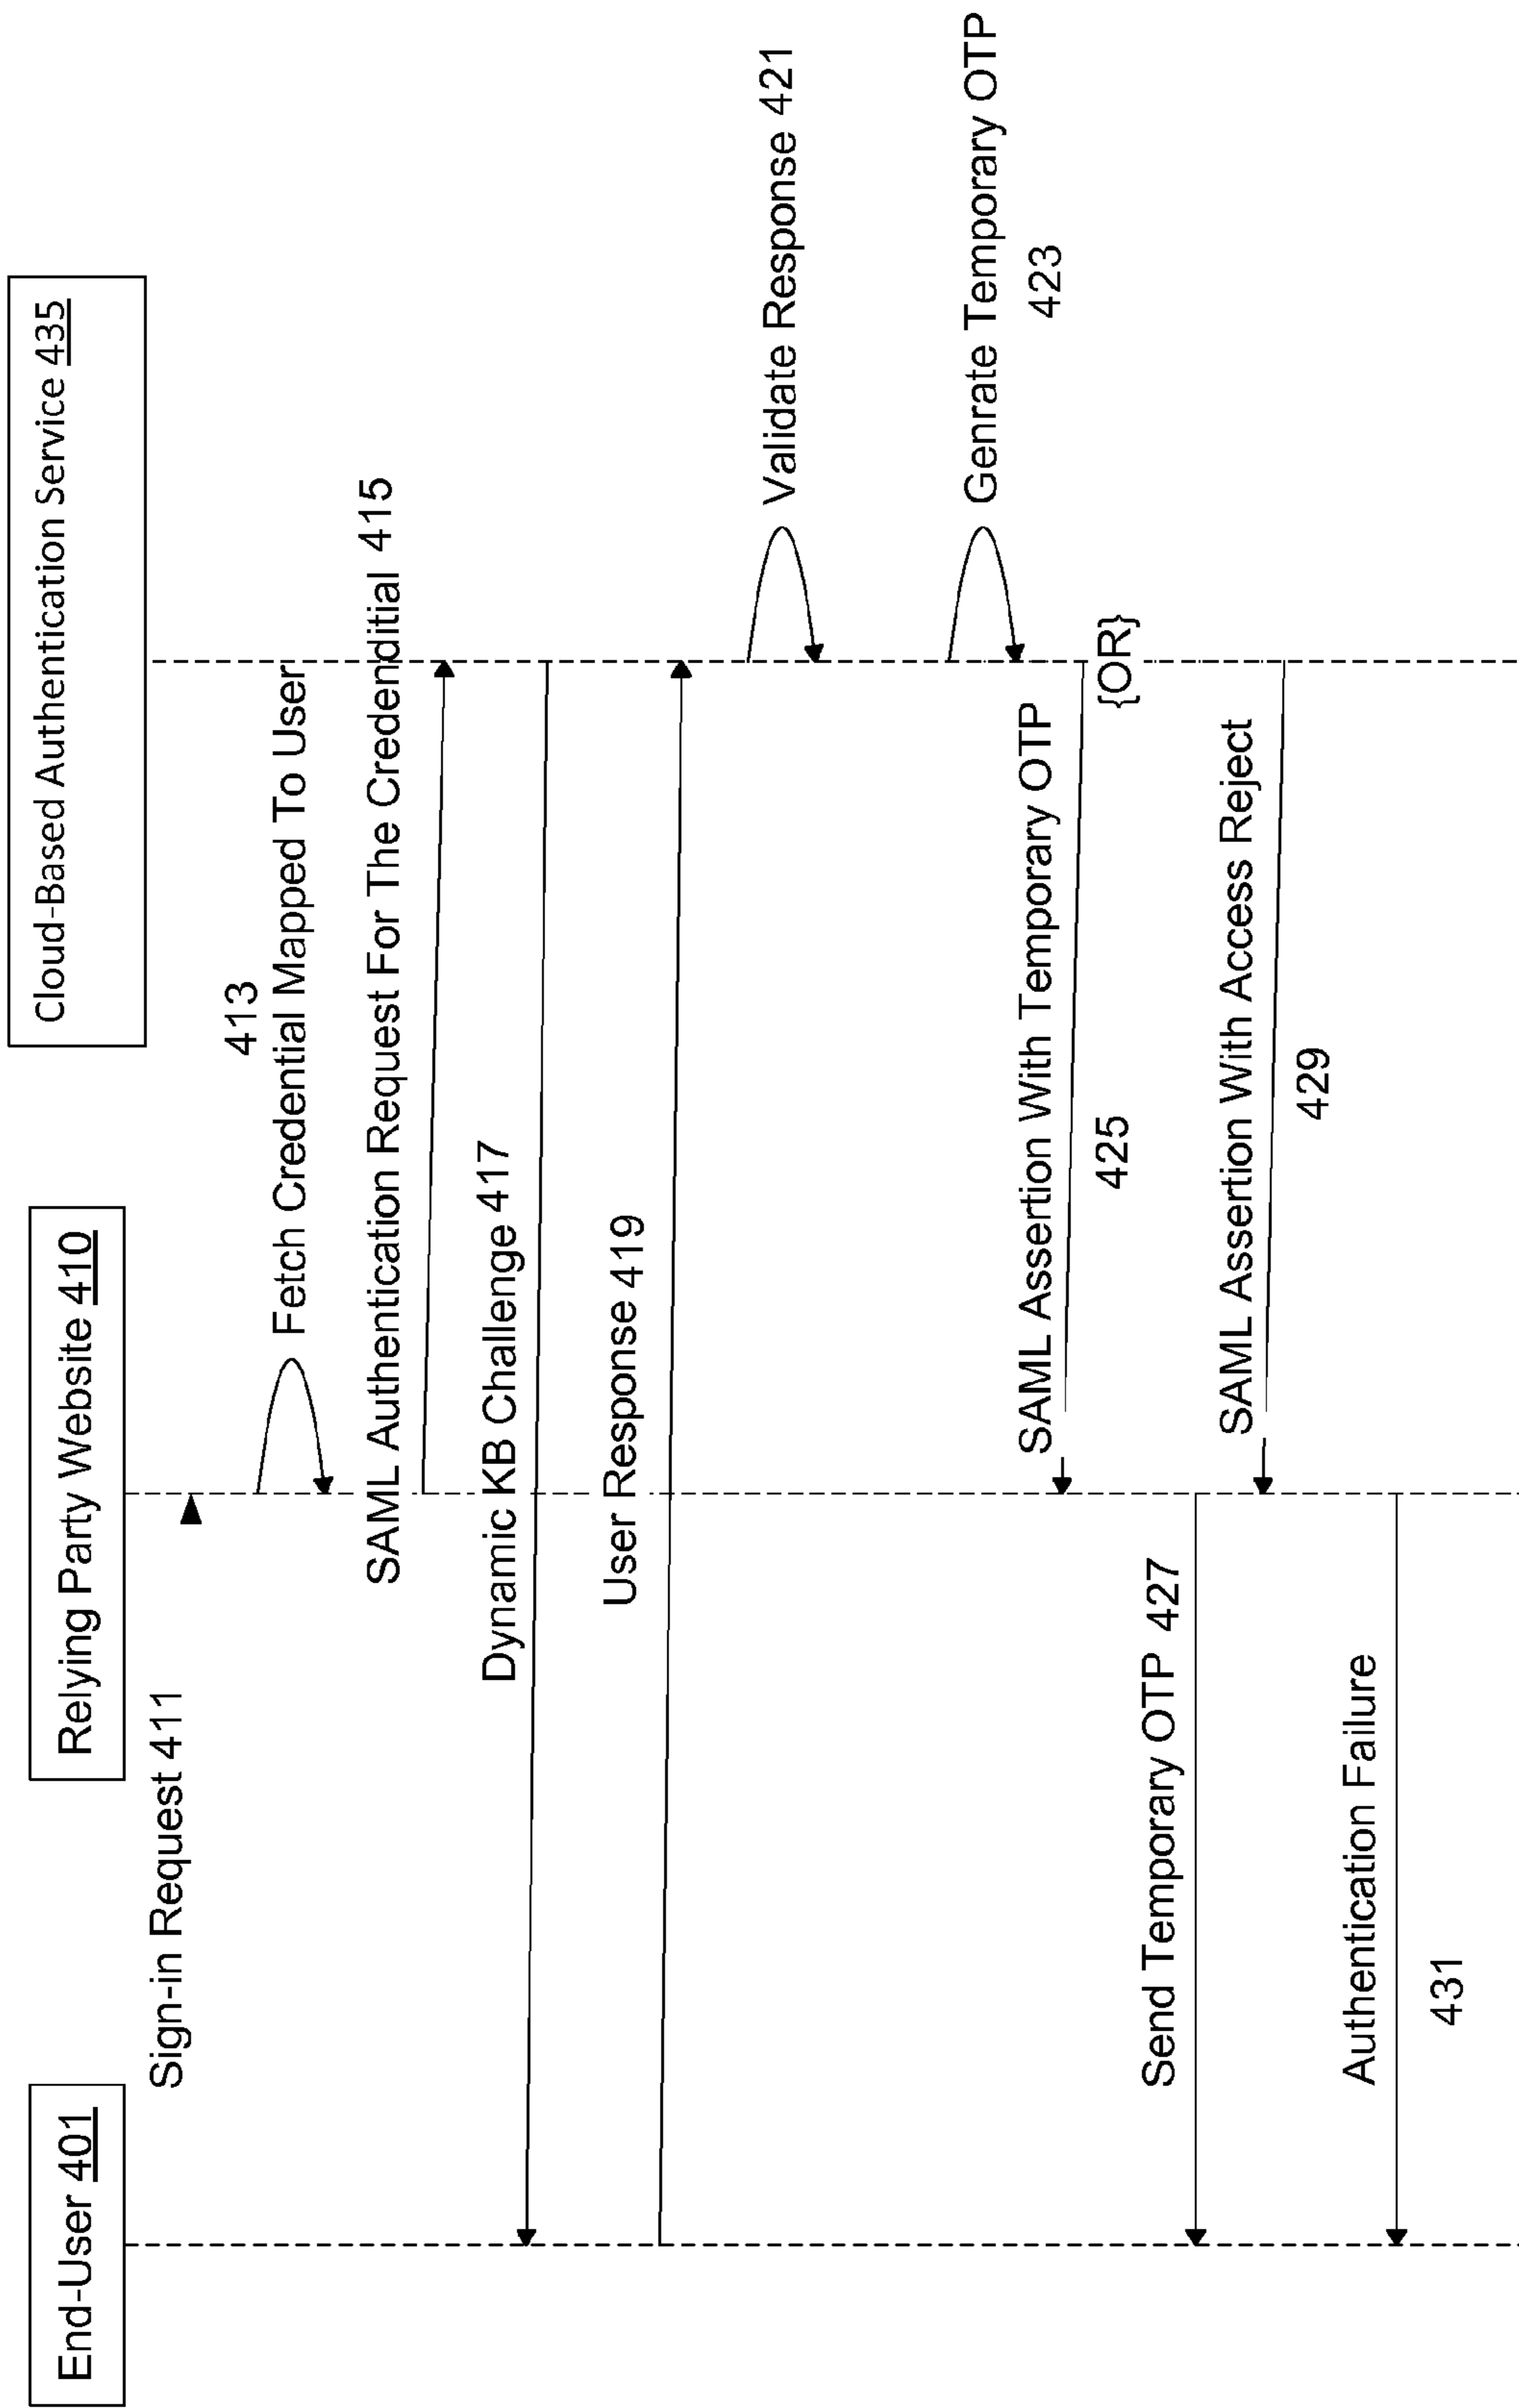 End-User 401
Relying Party Website 410
Cloud-Based Authentication Service 435
Sign-in Request 411
413
Fetch Credential Mapped To User
SAML Authentication Request For The Credenditial 415
Dynamic KB Challenge 417
User Response 419
Validate Response 421
Genrate Temporary OTP
423
SAML Assertion With Temporary OTP
425
{OR}
Send Temporary OTP 427
SAML Assertion With Access Reject
429
Authentication Failure
431